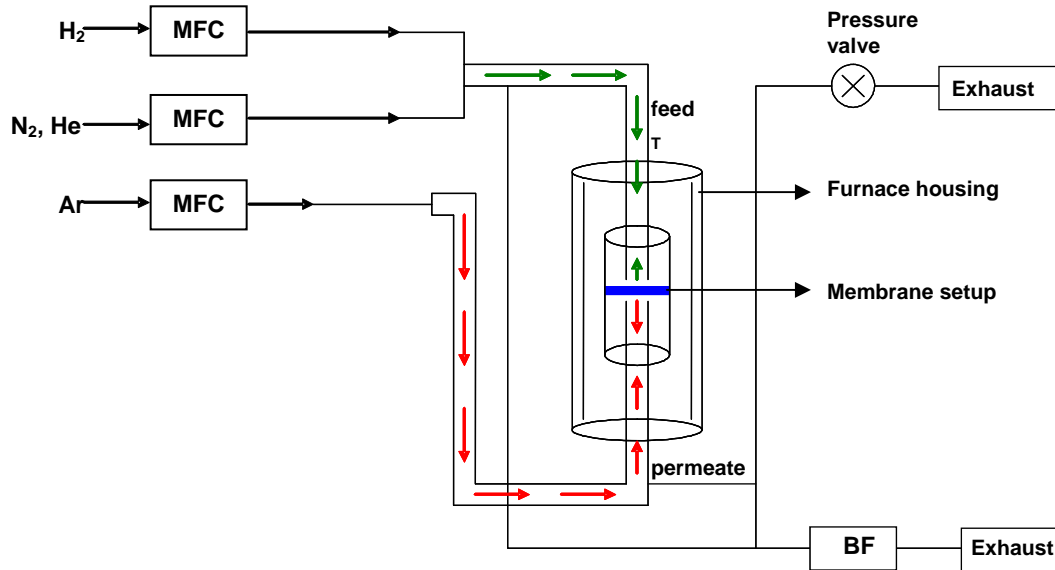 H₂
MFC
Pressure
valve
Exhaust
feed
N₂, He
MFC
T
Furnace housing
Ar
MFC
Membrane setup
permeate
BF
Exhaust